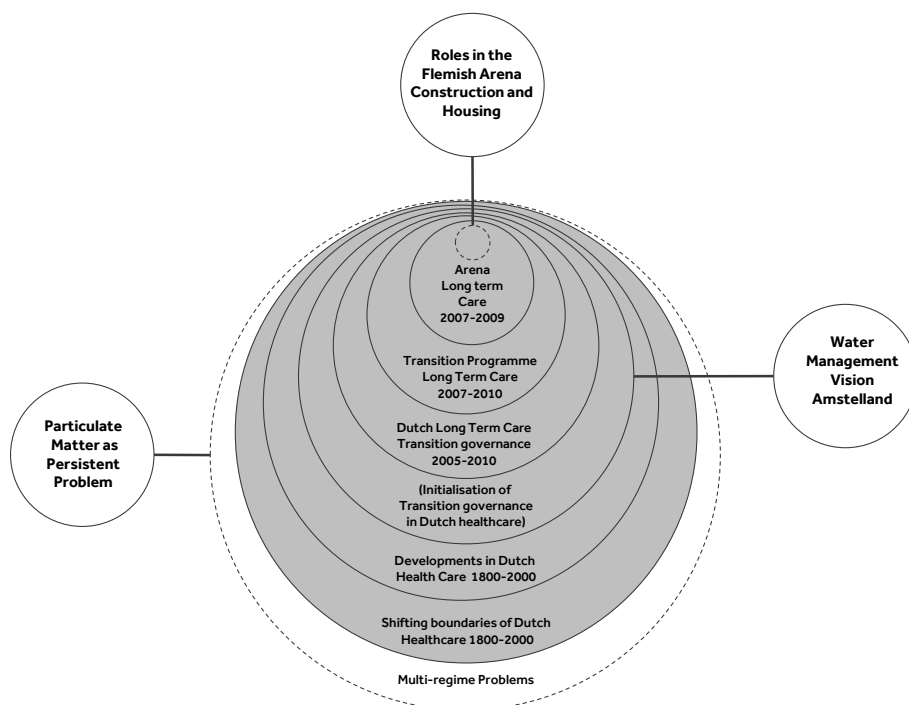 Roles in the
Flemish Arena
Construction and
Housing
Arena
Long term
Care
2007-2009
Transition Programme
Long Term Care
2007-2010
Dutch Long Term Care
Transition governance
2005-2010
(Initialisation of
Transition governance
in Dutch healthcare)
Developments in Dutch
Health Care 1800-2000
Shifting boundaries of Dutch
Healthcare 1800-2000
Multi-regime Problems
Water
Management
Vision
Amstelland
Particulate
Matter as
Persistent
Problem